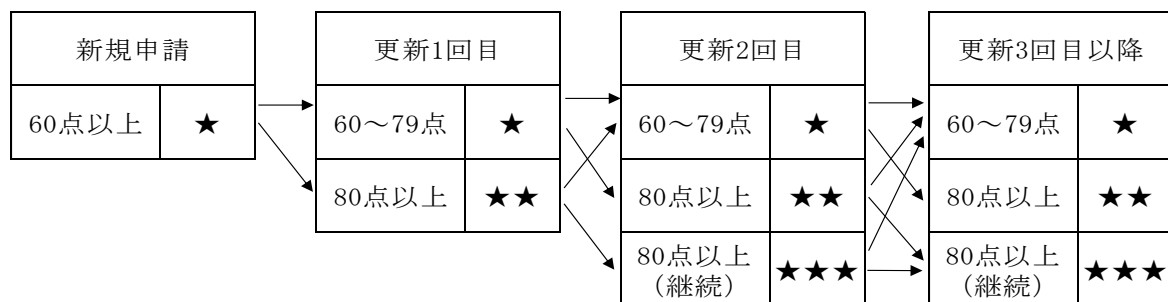 新規申請
60点以上 ★
更新1回目
60～79点 ★
80点以上 ★★
更新2回目
60～79点 ★
80点以上 ★★
80点以上
（継続） ★★★
更新3回目以降
60～79点 ★
80点以上 ★★
80点以上
（継続） ★★★